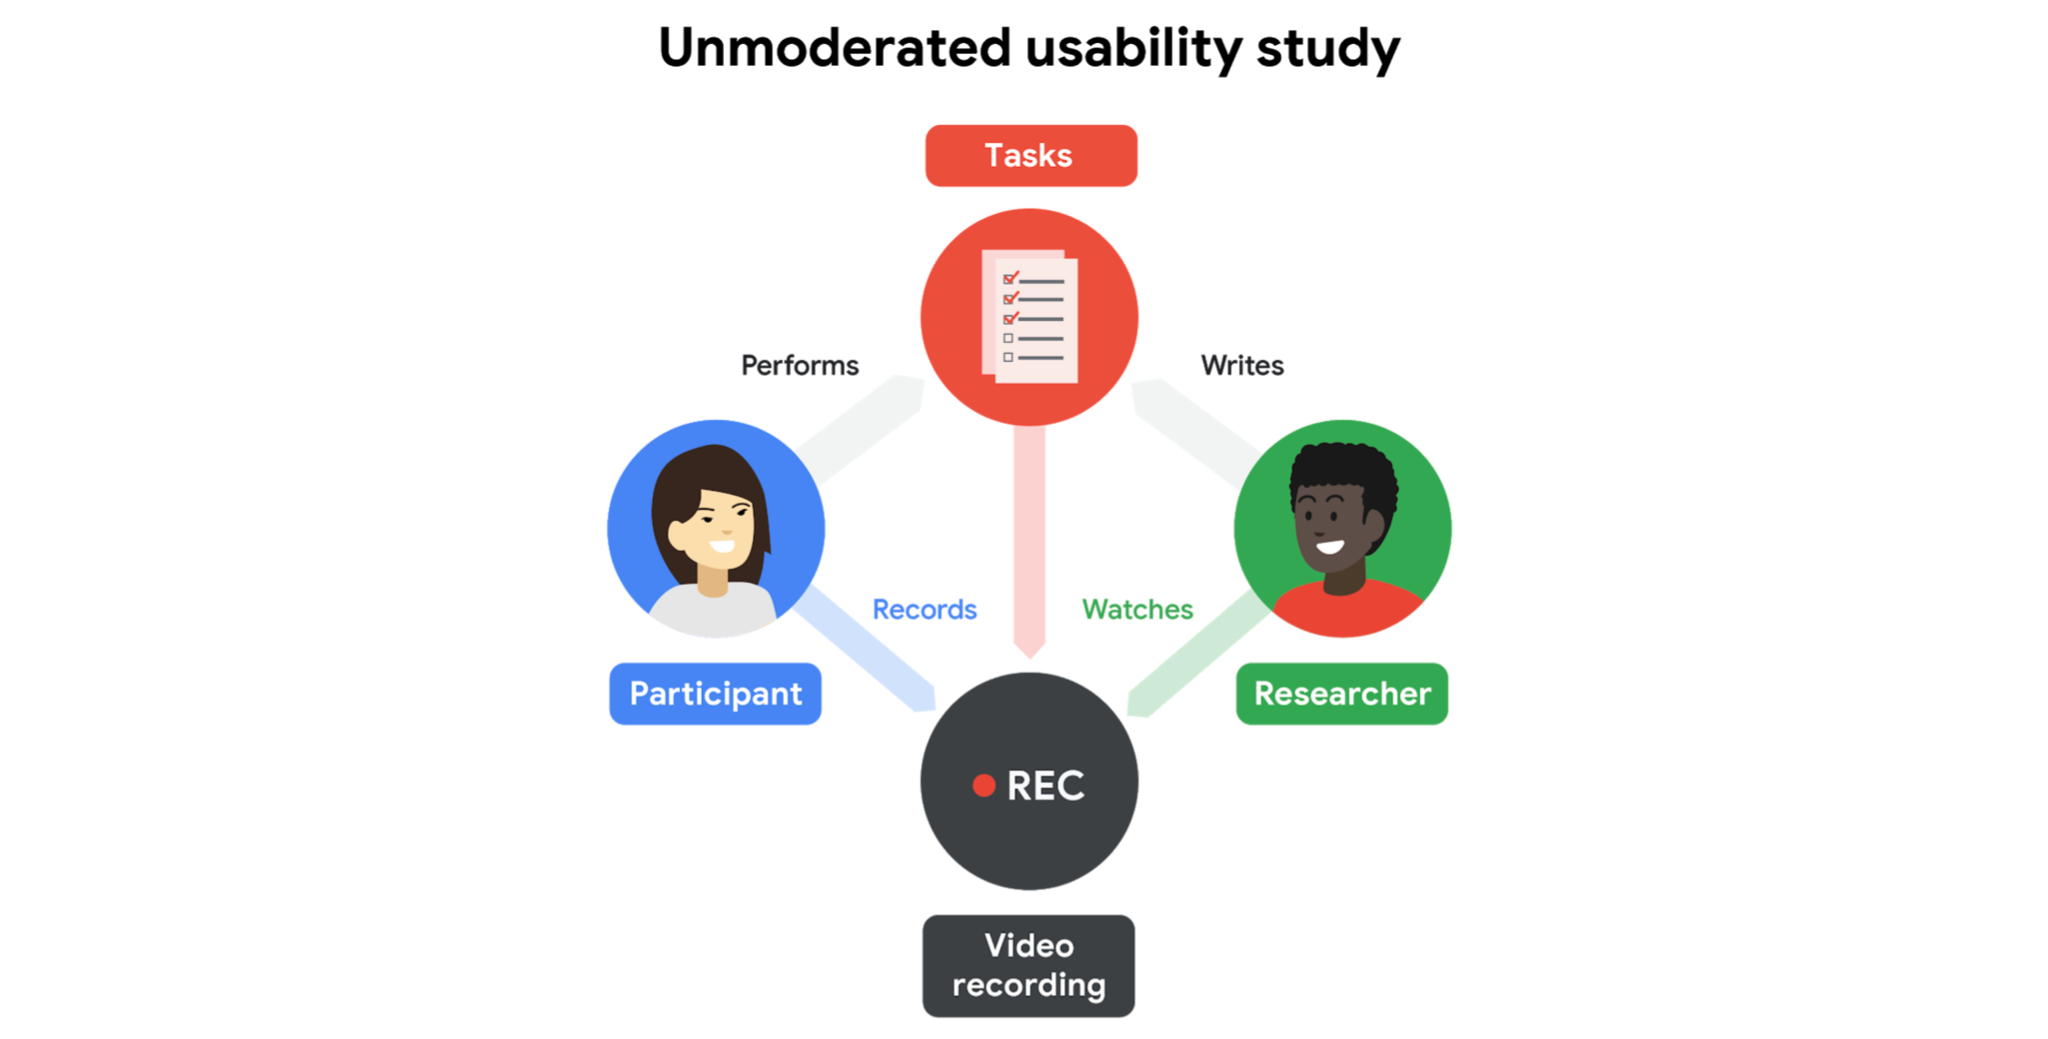 Unmoderated usability study
Tasks
Performs
Writes
Records
Watches
Participant
Researcher
REC
Video
recording